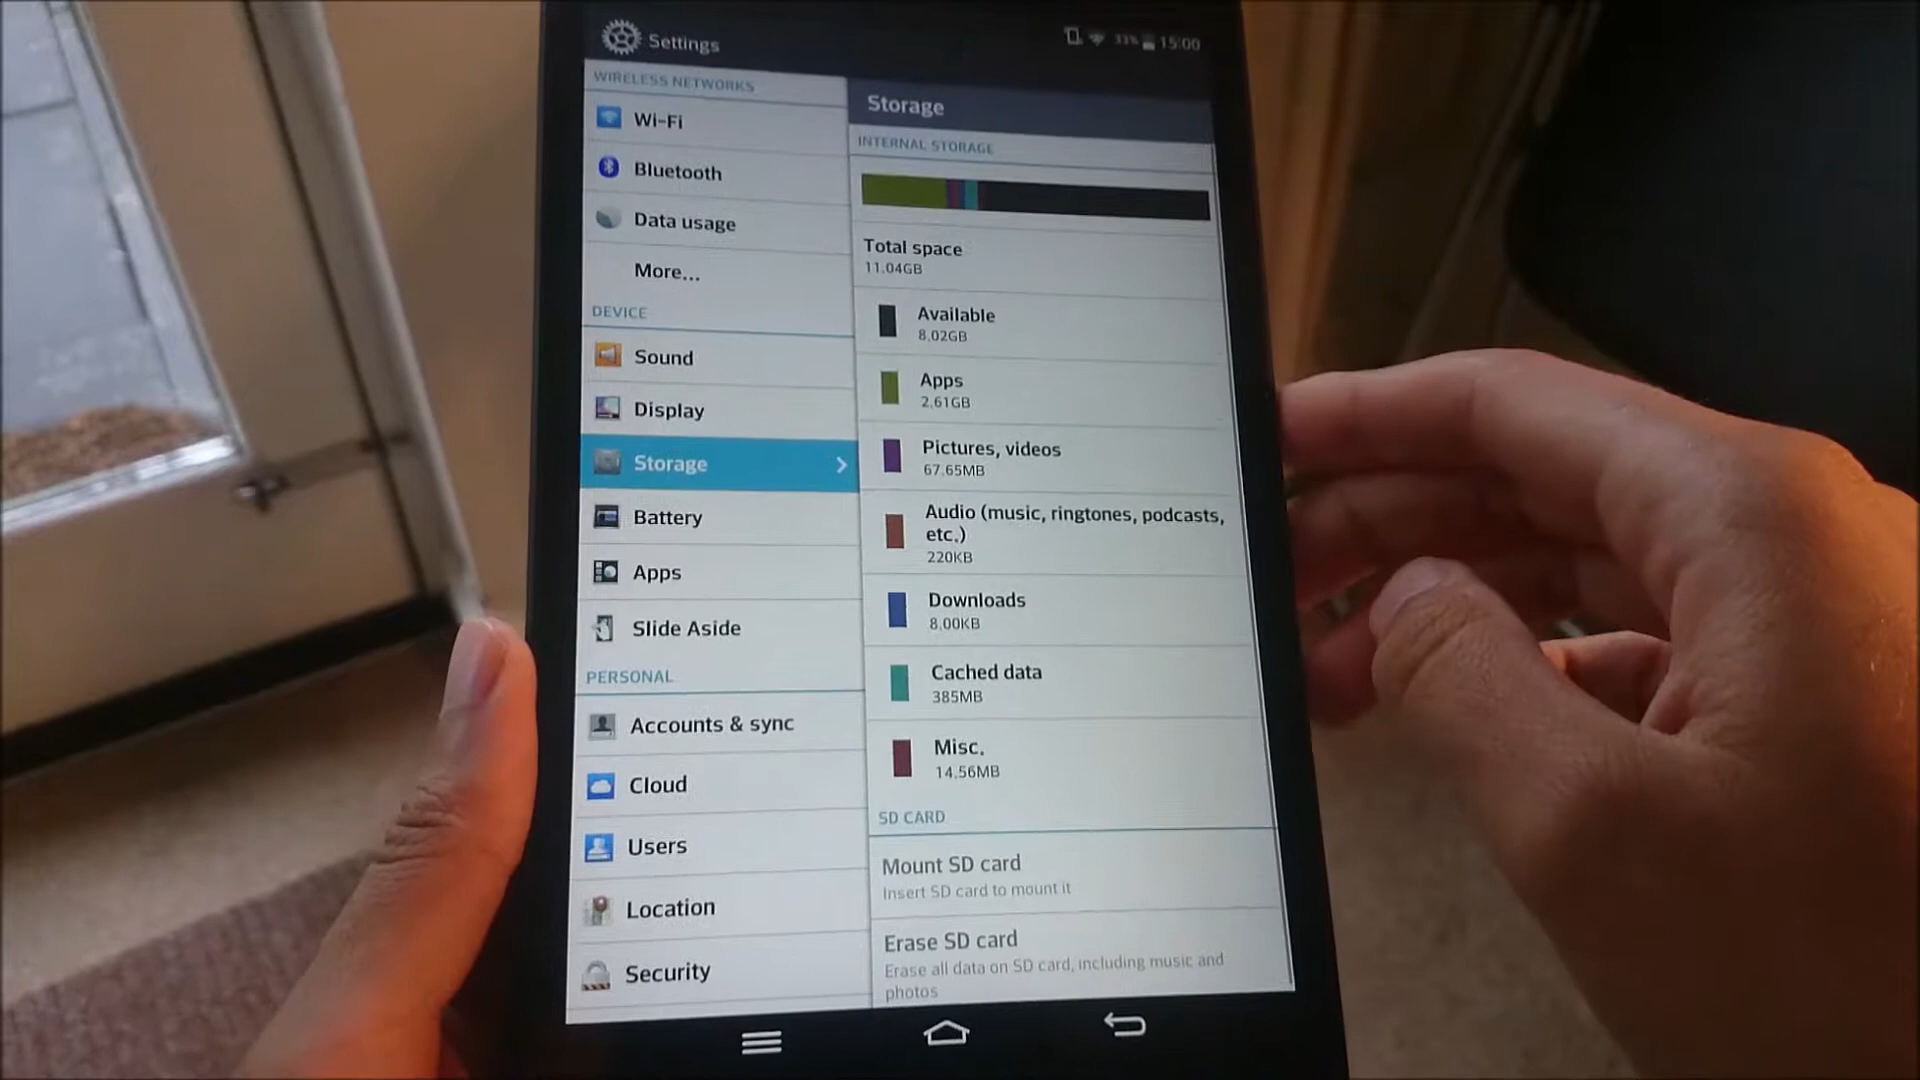 Settings
33% 15:00
WIRELESS NETWORKS
Wi-Fi
Bluetooth
Data usage
More...
DEVICE
Sound
Display
Storage
Battery
Apps
Slide Aside
PERSONAL
Accounts & sync
Cloud
Users
Location
Security
Storage
INTERNAL STORAGE
Total space
11.04GB
Available
8.02GB
Apps
2.61GB
Pictures, videos
67.65MB
Audio (music, ringtones, podcasts,
etc.)
220KB
Downloads
8.00KB
Cached data
385MB
Misc.
14.56MB
SD CARD
Mount SD card
Insert SD card to mount it
Erase SD card
Erase all data on SD card, including music and
photos